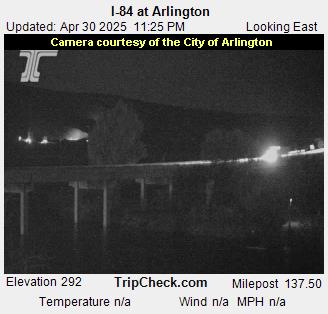 I-84 at Arlington
Updated: Apr 30 2025 11:25 PM Looking East
Camera courtesy of the City of Arlington
Elevation 292 TripCheck.com Milepost 137.50
Temperature n/a Wind n/a MPH n/a